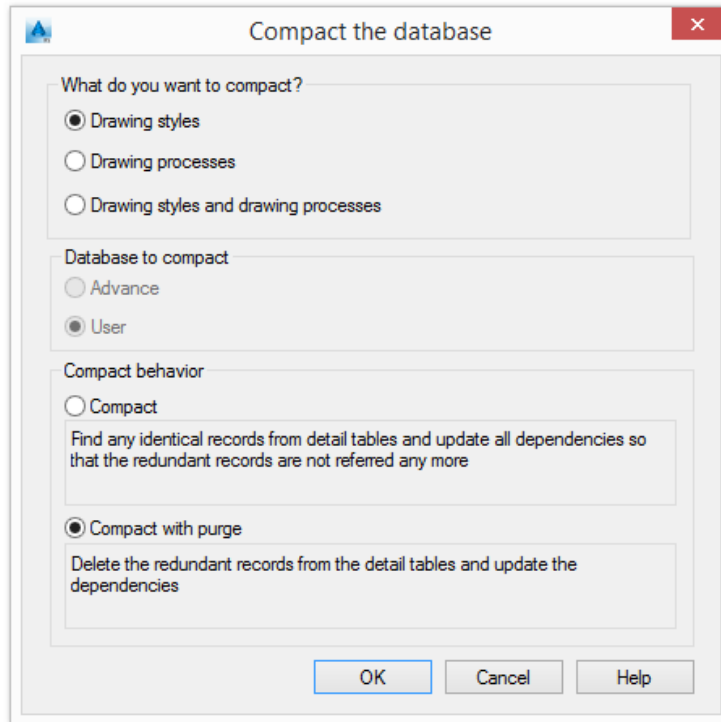 Compact the database
What do you want to compact?
Drawing styles
Drawing processes
Drawing styles and drawing processes
Database to compact
Advance
User
Compact behavior
Compact
Find any identical records from detail tables and update all dependencies so
that the redundant records are not referred any more
Compact with purge
Delete the redundant records from the detail tables and update the
dependencies
OK
Cancel
Help